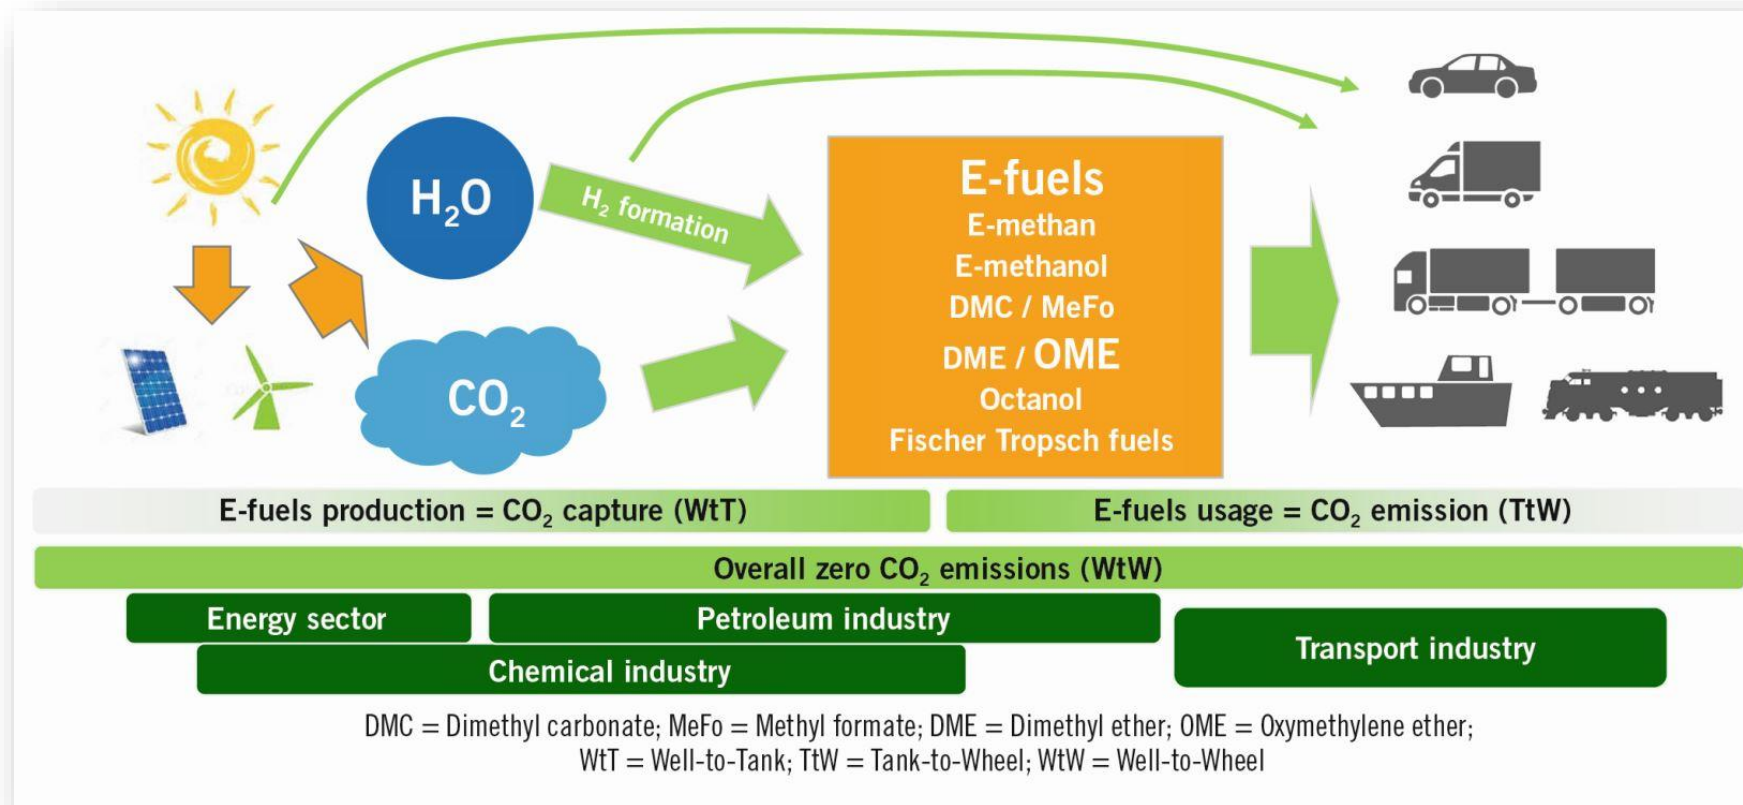 H₂O
H₂ formation
CO₂
E-fuels
E-methan
E-methanol
DMC / MeFo
DME / OME
Octanol
Fischer Tropsch fuels
E-fuels production = CO₂ capture (WtT)
E-fuels usage = CO₂ emission (TtW)
Overall zero CO₂ emissions (WtW)
Energy sector
Petroleum industry
Chemical industry
Transport industry
DMC = Dimethyl carbonate; MeFo = Methyl formate; DME = Dimethyl ether; OME = Oxymethylene ether;
WtT = Well-to-Tank; TtW = Tank-to-Wheel; WtW = Well-to-Wheel